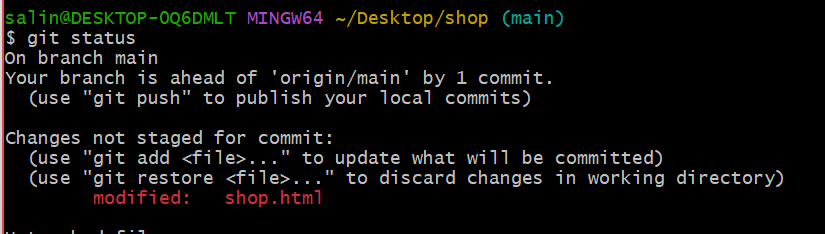 salin@DESKTOP-OQ6DMLT MINGW64 ~/Desktop/shop (main)
$ git status
On branch main
Your branch is ahead of 'origin/main' by 1 commit.
  (use "git push" to publish your local commits)

Changes not staged for commit:
  (use "git add <file>..." to update what will be committed)
  (use "git restore <file>..." to discard changes in working directory)
        modified:   shop.html